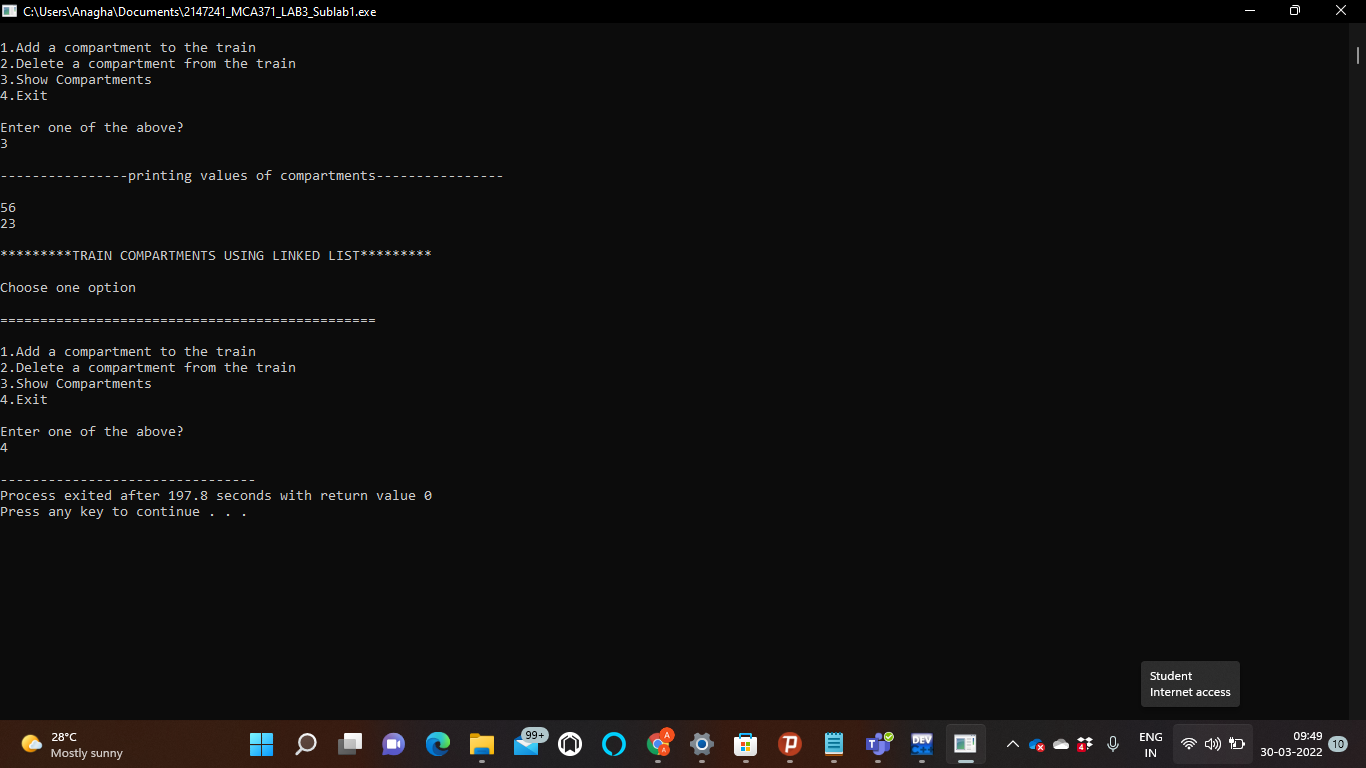 C:\Users\Anagha\Documents\2147241_MCA371_LAB3_Sublab1.exe
1.Add a compartment to the train
2.Delete a compartment from the train
3.Show Compartments
4.Exit
Enter one of the above?
3
----------------printing values of compartments----------------
56
23
*********TRAIN COMPARTMENTS USING LINKED LIST*********
Choose one option
===============================================
1.Add a compartment to the train
2.Delete a compartment from the train
3.Show Compartments
4.Exit
Enter one of the above?
4
--------------------------------
Process exited after 197.8 seconds with return value 0
Press any key to continue . . .
Student
Internet access
28°C
Mostly sunny
99+
A
A
DEV
4
ENG
IN
09:49
30-03-2022
10